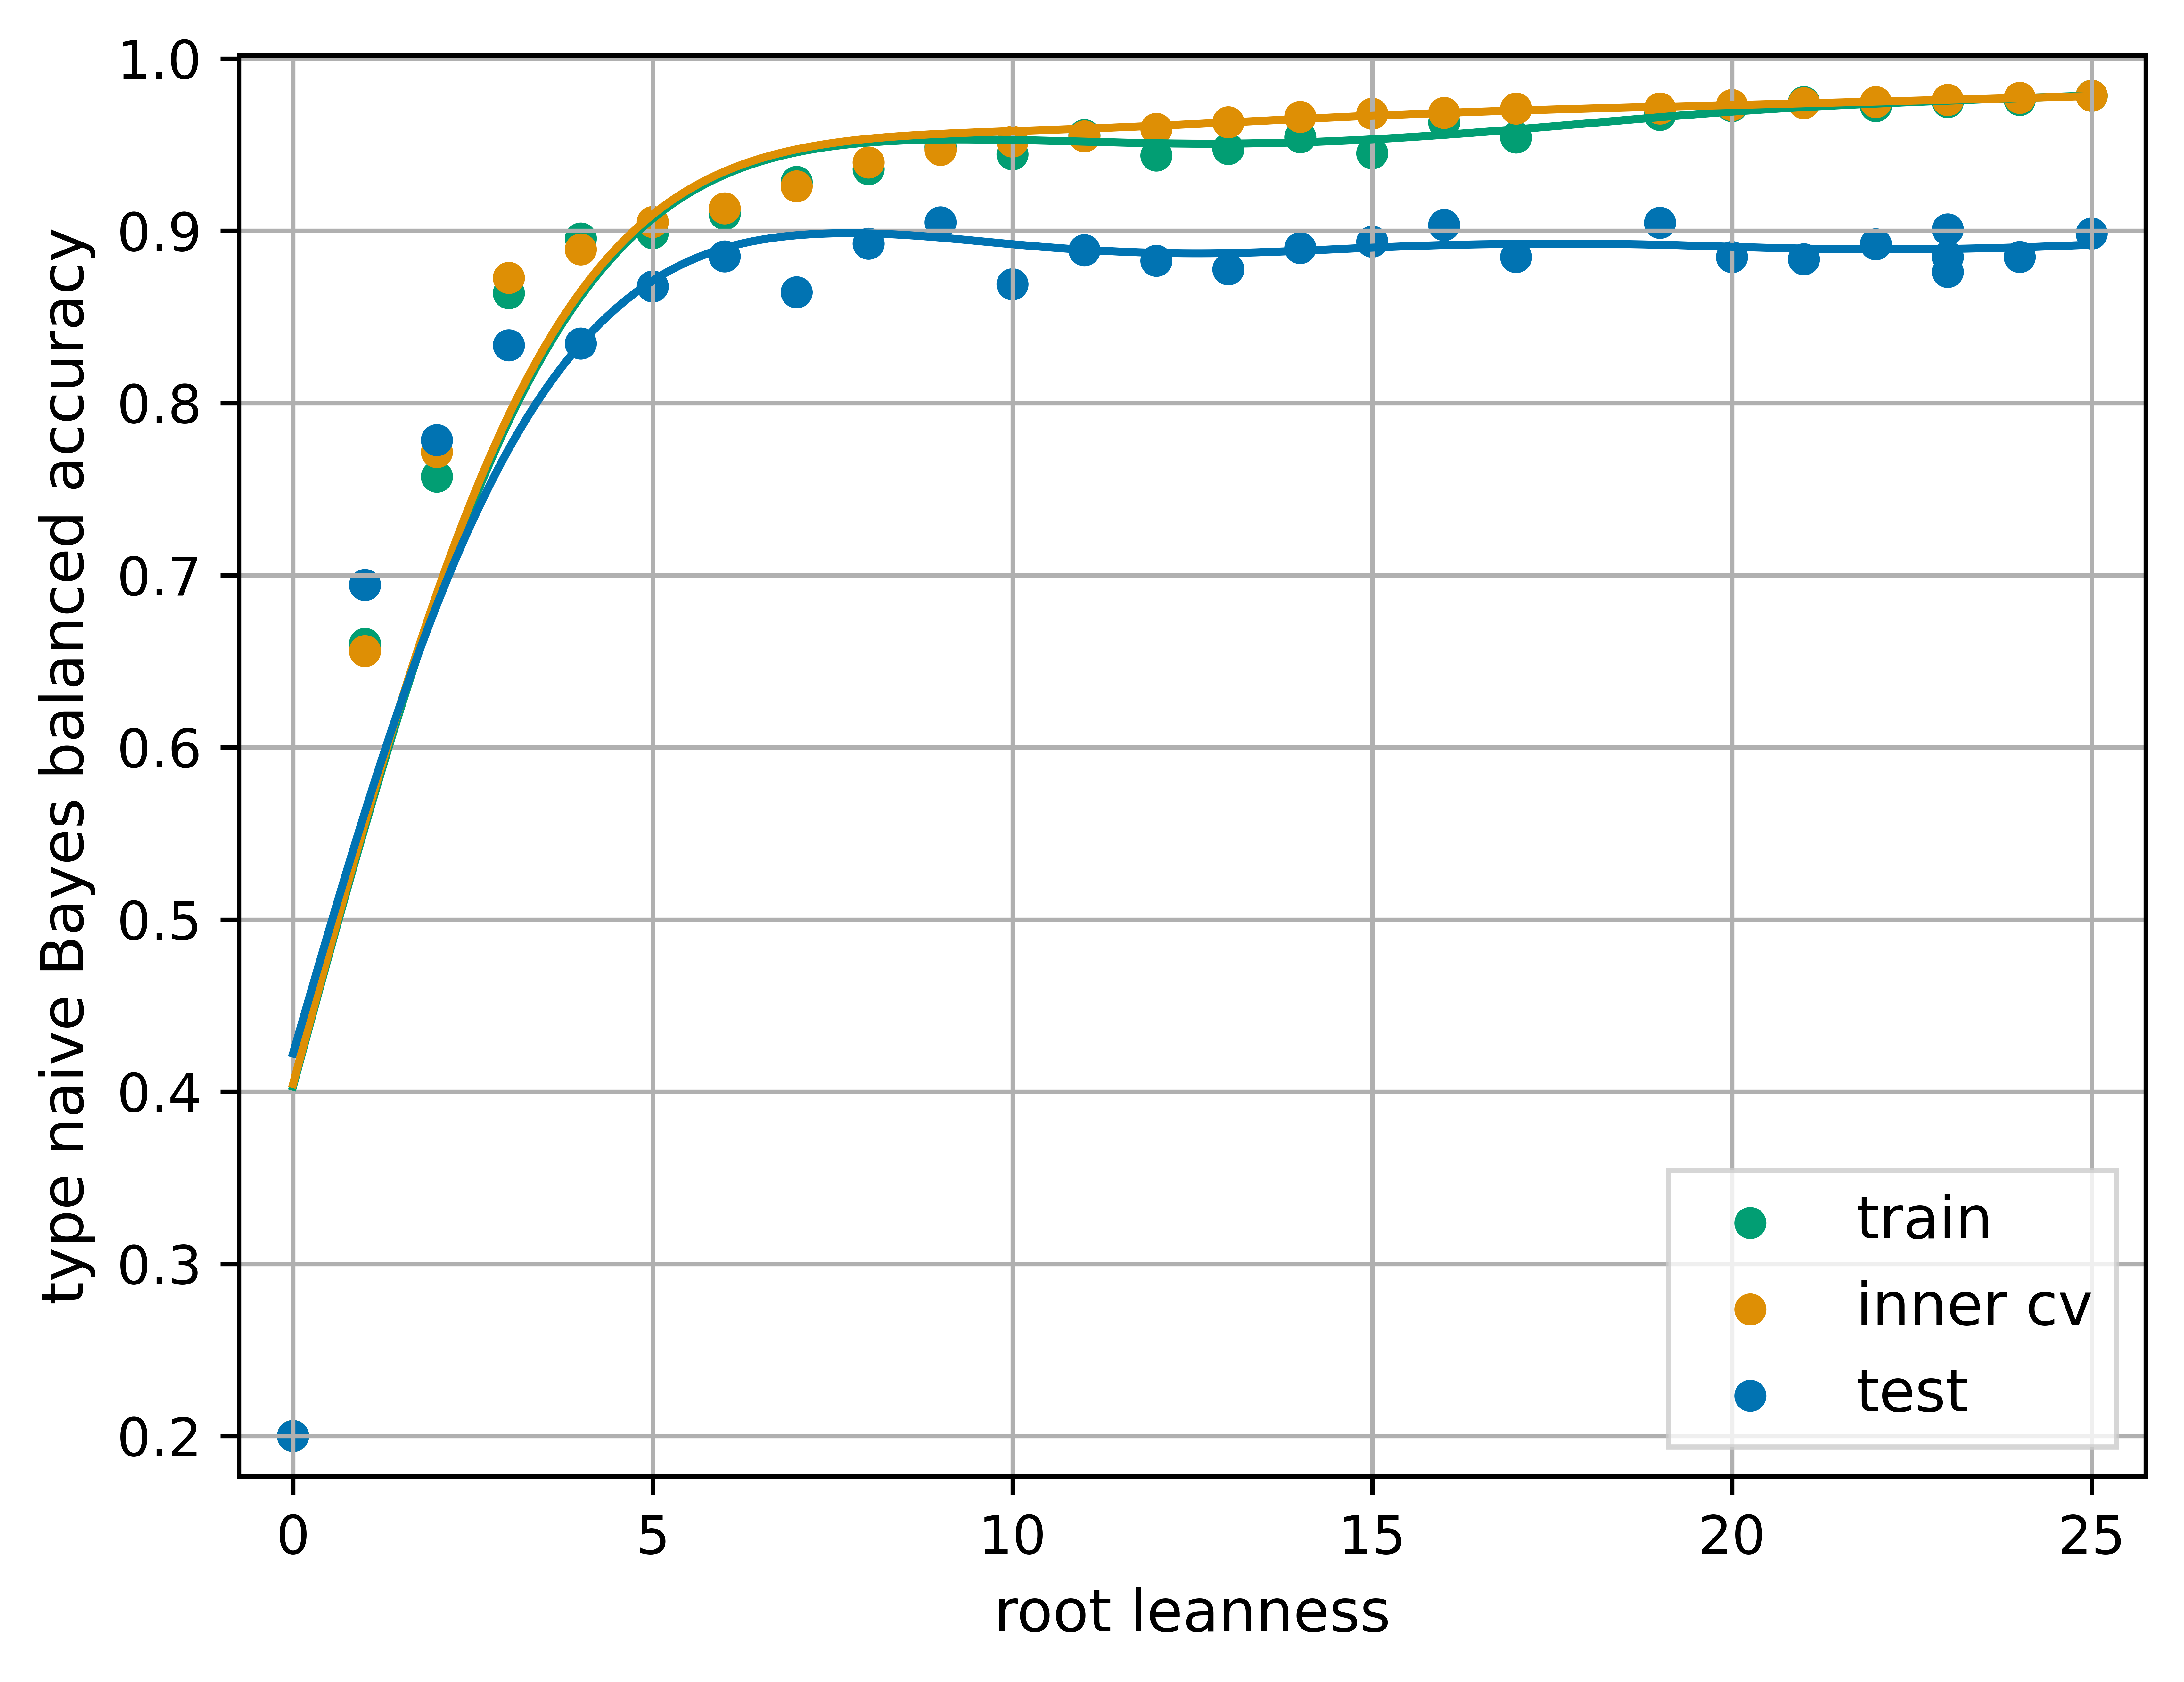 type naive Bayes balanced accuracy
1.0
0.9
0.8
0.7
0.6
0.5
0.4
0.3
0.2
train
inner cv
test
0 5 10 15 20 25
root leanness